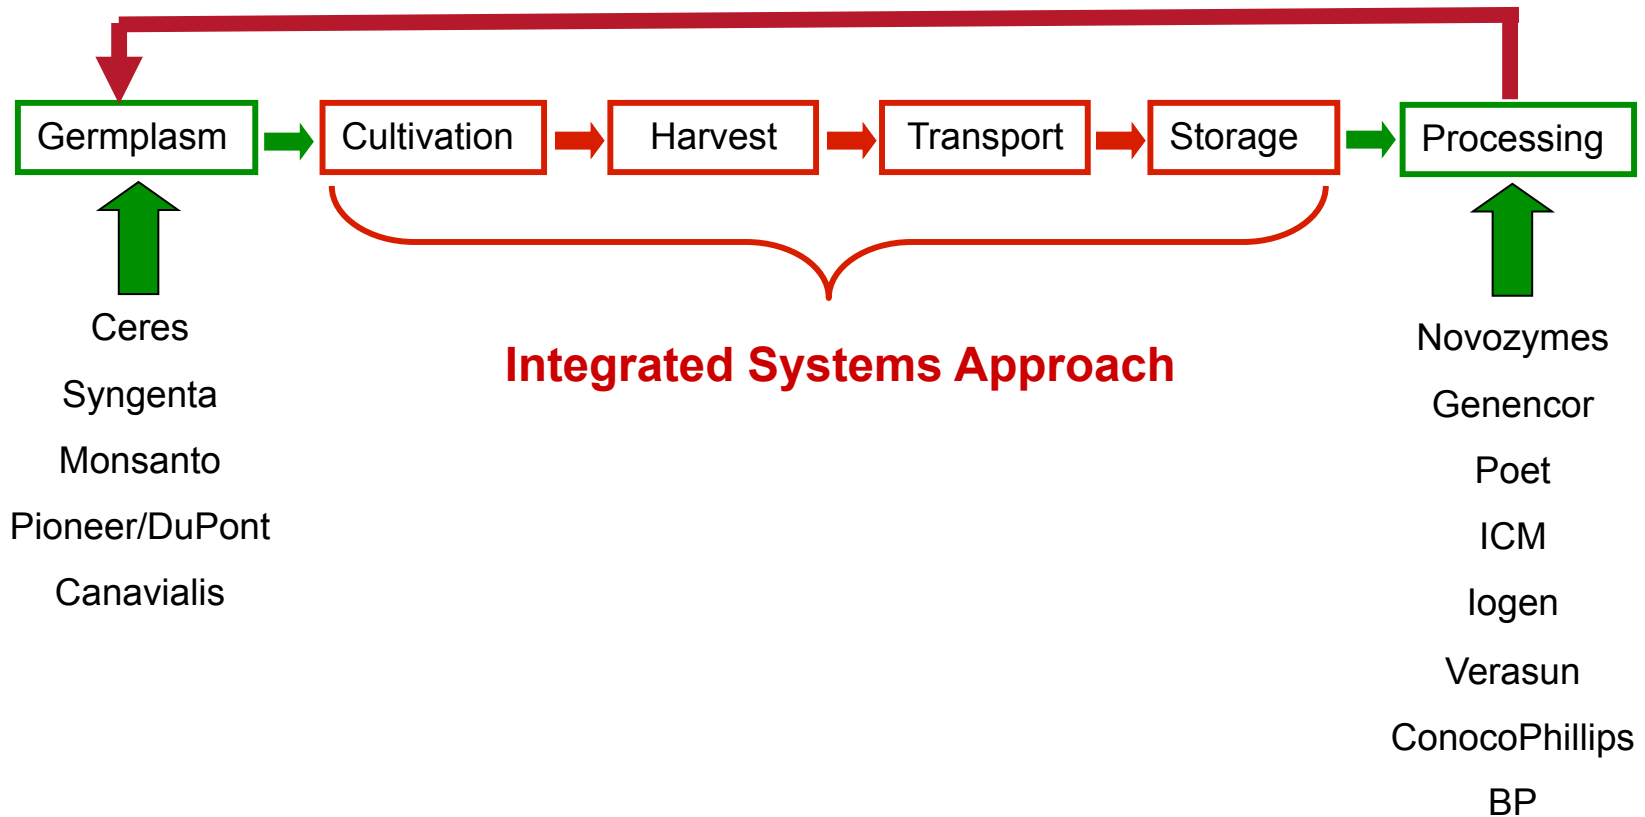 Germplasm
Cultivation
Harvest
Transport
Storage
Processing
Integrated Systems Approach
Ceres
Syngenta
Monsanto
Pioneer/DuPont
Canavialis
Novozymes
Genencor
Poet
ICM
Iogen
Verasun
ConocoPhillips
BP